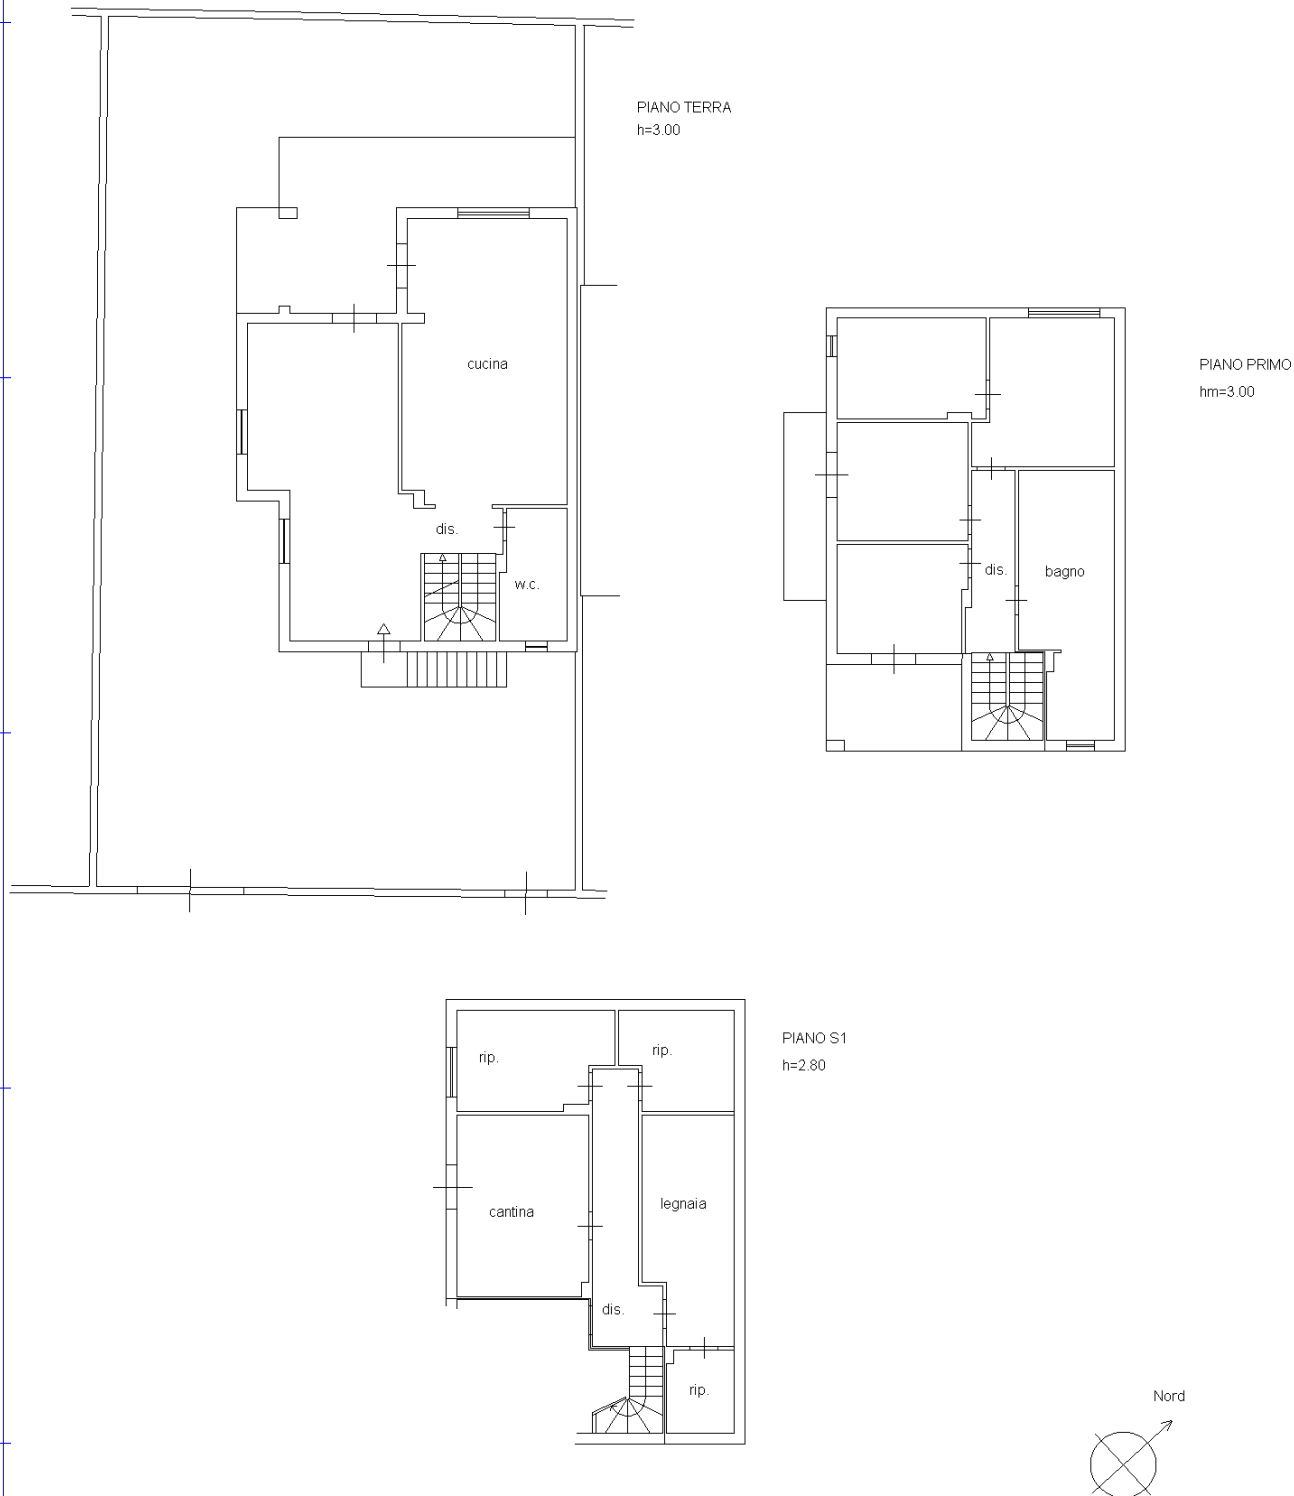 PIANO TERRA
h=3.00
cucina
dis.
w.c.
PIANO PRIMO
hm=3.00
dis.
bagno
PIANO S1
h=2.80
rip.
rip.
cantina
legnaia
dis.
rip.
Nord